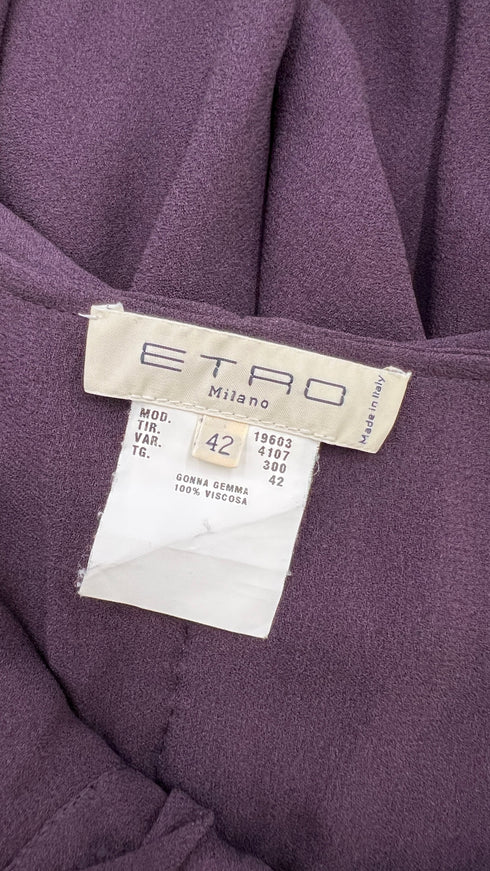 ETRO
Milano
Made in Italy
42
MOD. 19603
TIR. 4107
VAR. 300
TG. 42
GONNA GEMMA
100% VISCOSA